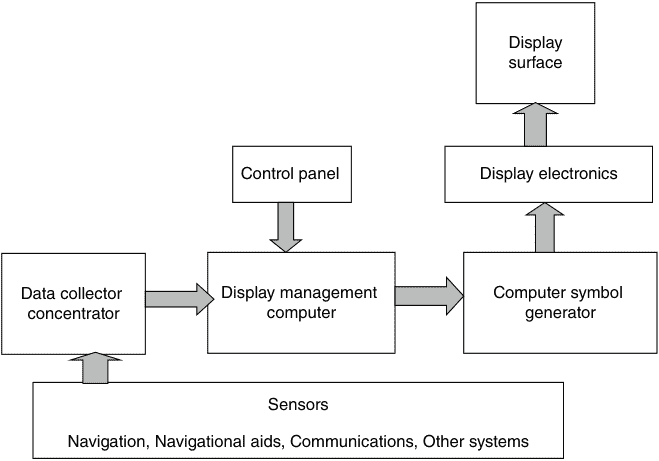 Display
surface
Control panel
Display electronics
Data collector
concentrator
Display management
computer
Computer symbol
generator
Sensors
Navigation, Navigational aids, Communications, Other systems